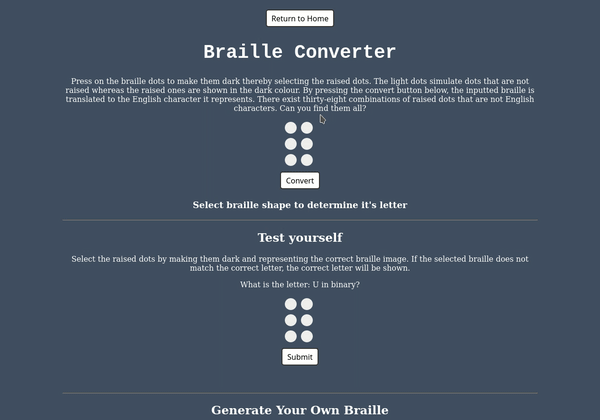 Return to Home
Braille Converter
Press on the braille dots to make them dark thereby selecting the raised dots. The light dots simulate dots that are not
raised whereas the raised ones are shown in the dark colour. By pressing the convert button below, the inputted braille is
translated to the English character it represents. There exist thirty-eight combinations of raised dots that are not English
characters. Can you find them all?
Convert
Select braille shape to determine it's letter
Test yourself
Select the raised dots by making them dark and representing the correct braille image. If the selected braille does not
match the correct letter, the correct letter will be shown.
What is the letter: U in binary?
Submit
Generate Your Own Braille